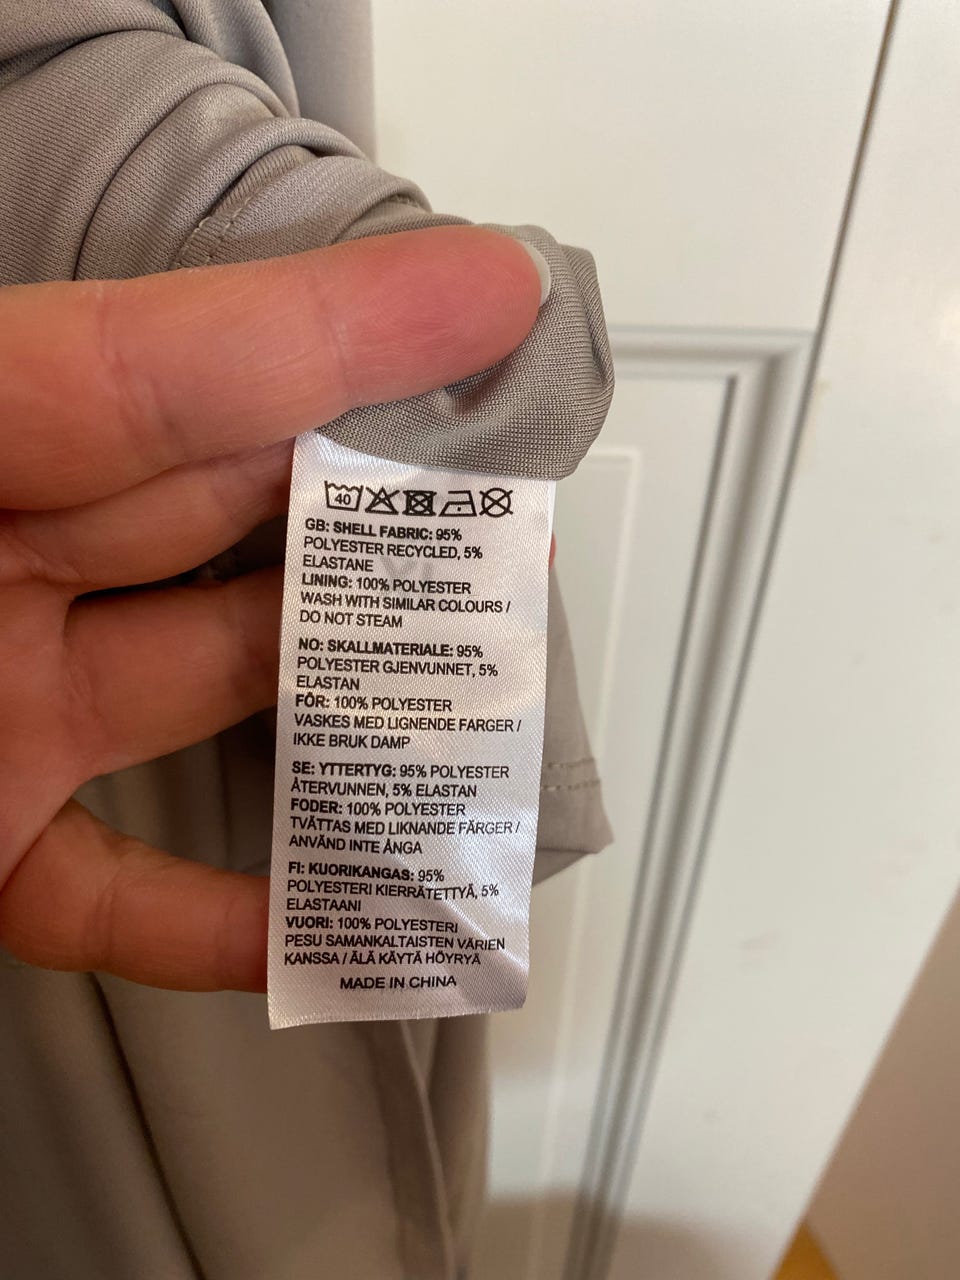 40
GB: SHELL FABRIC: 95%
POLYESTER RECYCLED, 5%
ELASTANE
LINING: 100% POLYESTER
WASH WITH SIMILAR COLOURS /
DO NOT STEAM
NO: SKALLMATERIALE: 95%
POLYESTER GJENVUNNET, 5%
ELASTAN
FÔR: 100% POLYESTER
VASKES MED LIGNENDE FARGER /
IKKE BRUK DAMP
SE: YTTERTYG: 95% POLYESTER
ÅTERVUNNEN, 5% ELASTAN
FODER: 100% POLYESTER
TVÄTTAS MED LIKNANDE FÄRGER /
ANVÄND INTE ÅNGA
FI: KUORIKANGAS: 95%
POLYESTERI KIERRÄTETTYÄ, 5%
ELASTAANI
VUORI: 100% POLYESTERI
PESU SAMANKALTAISTEN VÄRIEN
KANSSA / ÄLÄ KÄYTÄ HÖYRYÄ
MADE IN CHINA